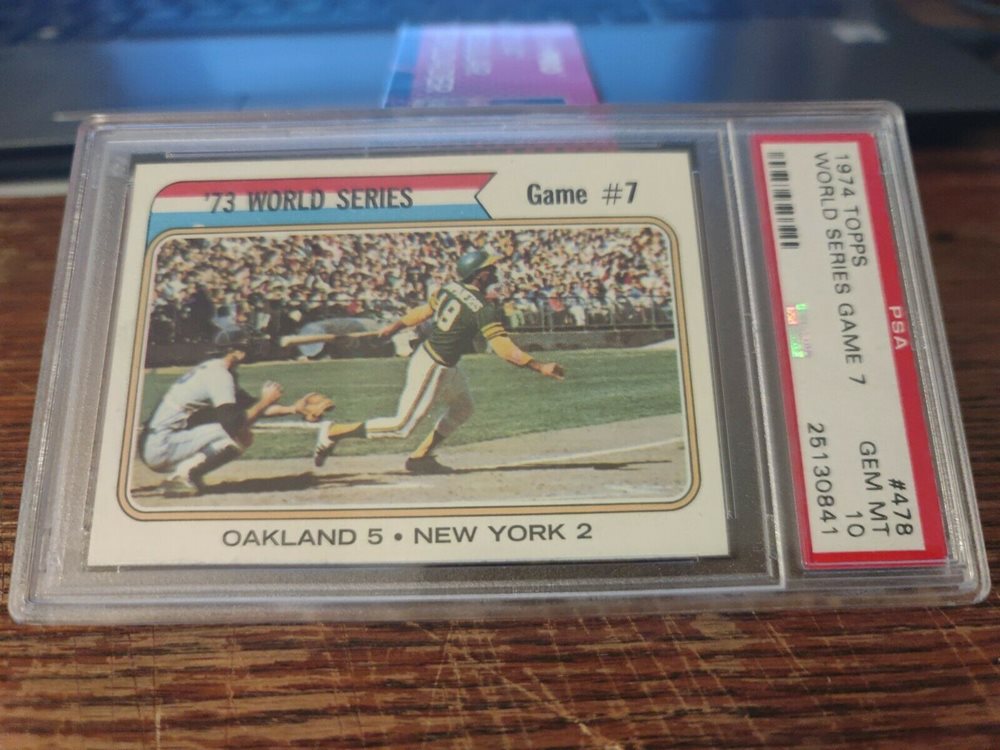 '73 WORLD SERIES
Game #7
19
OAKLAND 5 • NEW YORK 2
PSA
1974 TOPPS
#478
WORLD SERIES GAME 7
GEM MT
10
25130841